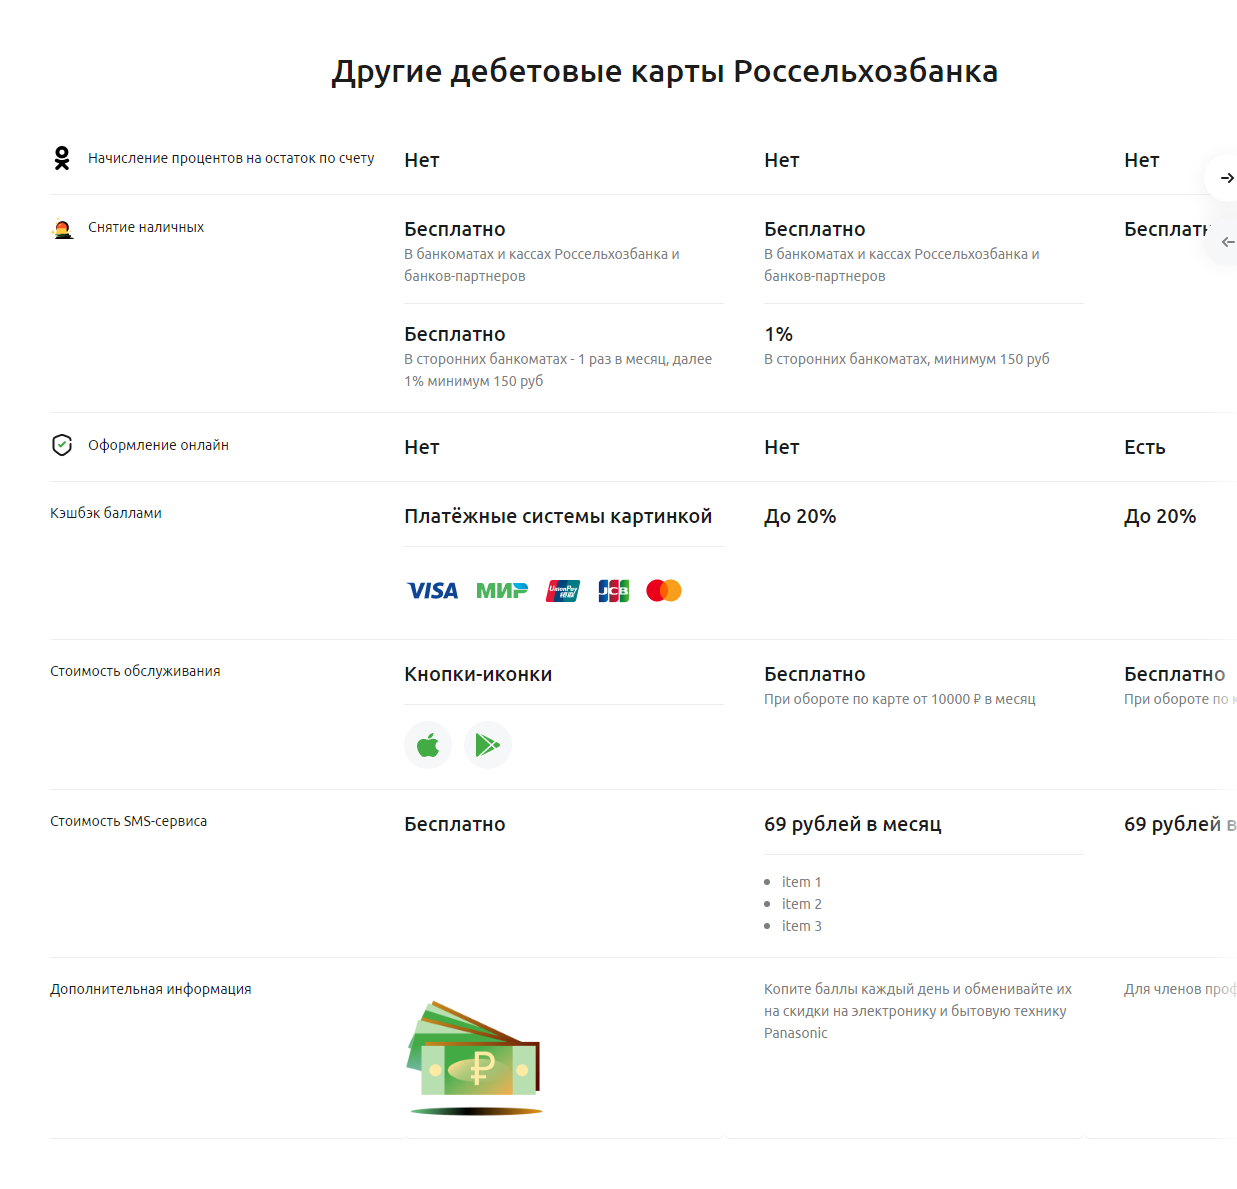 Другие дебетовые карты Россельхозбанка
Начисление процентов на остаток по счету
Нет
Нет
Нет
Снятие наличных
Бесплатно
В банкоматах и кассах Россельхозбанка и
банков-партнеров
Бесплатно
В сторонних банкоматах - 1 раз в месяц, далее
1% минимум 150 руб
Бесплатно
В банкоматах и кассах Россельхозбанка и
банков-партнеров
1%
В сторонних банкоматах, минимум 150 руб
Бесплатн
Оформление онлайн
Нет
Нет
Есть
Кэшбэк баллами
Платёжные системы картинкой
VISA МИР UnionPay 银联 JCB
До 20%
До 20%
Стоимость обслуживания
Кнопки-иконки
Бесплатно
При обороте по карте от 10000 ₽ в месяц
Бесплатно
При обороте по к
Стоимость SMS-сервиса
Бесплатно
69 рублей в месяц
item 1
item 2
item 3
69 рублей в
Дополнительная информация
₽
Копите баллы каждый день и обменивайте их
на скидки на электронику и бытовую технику
Panasonic
Для членов проф